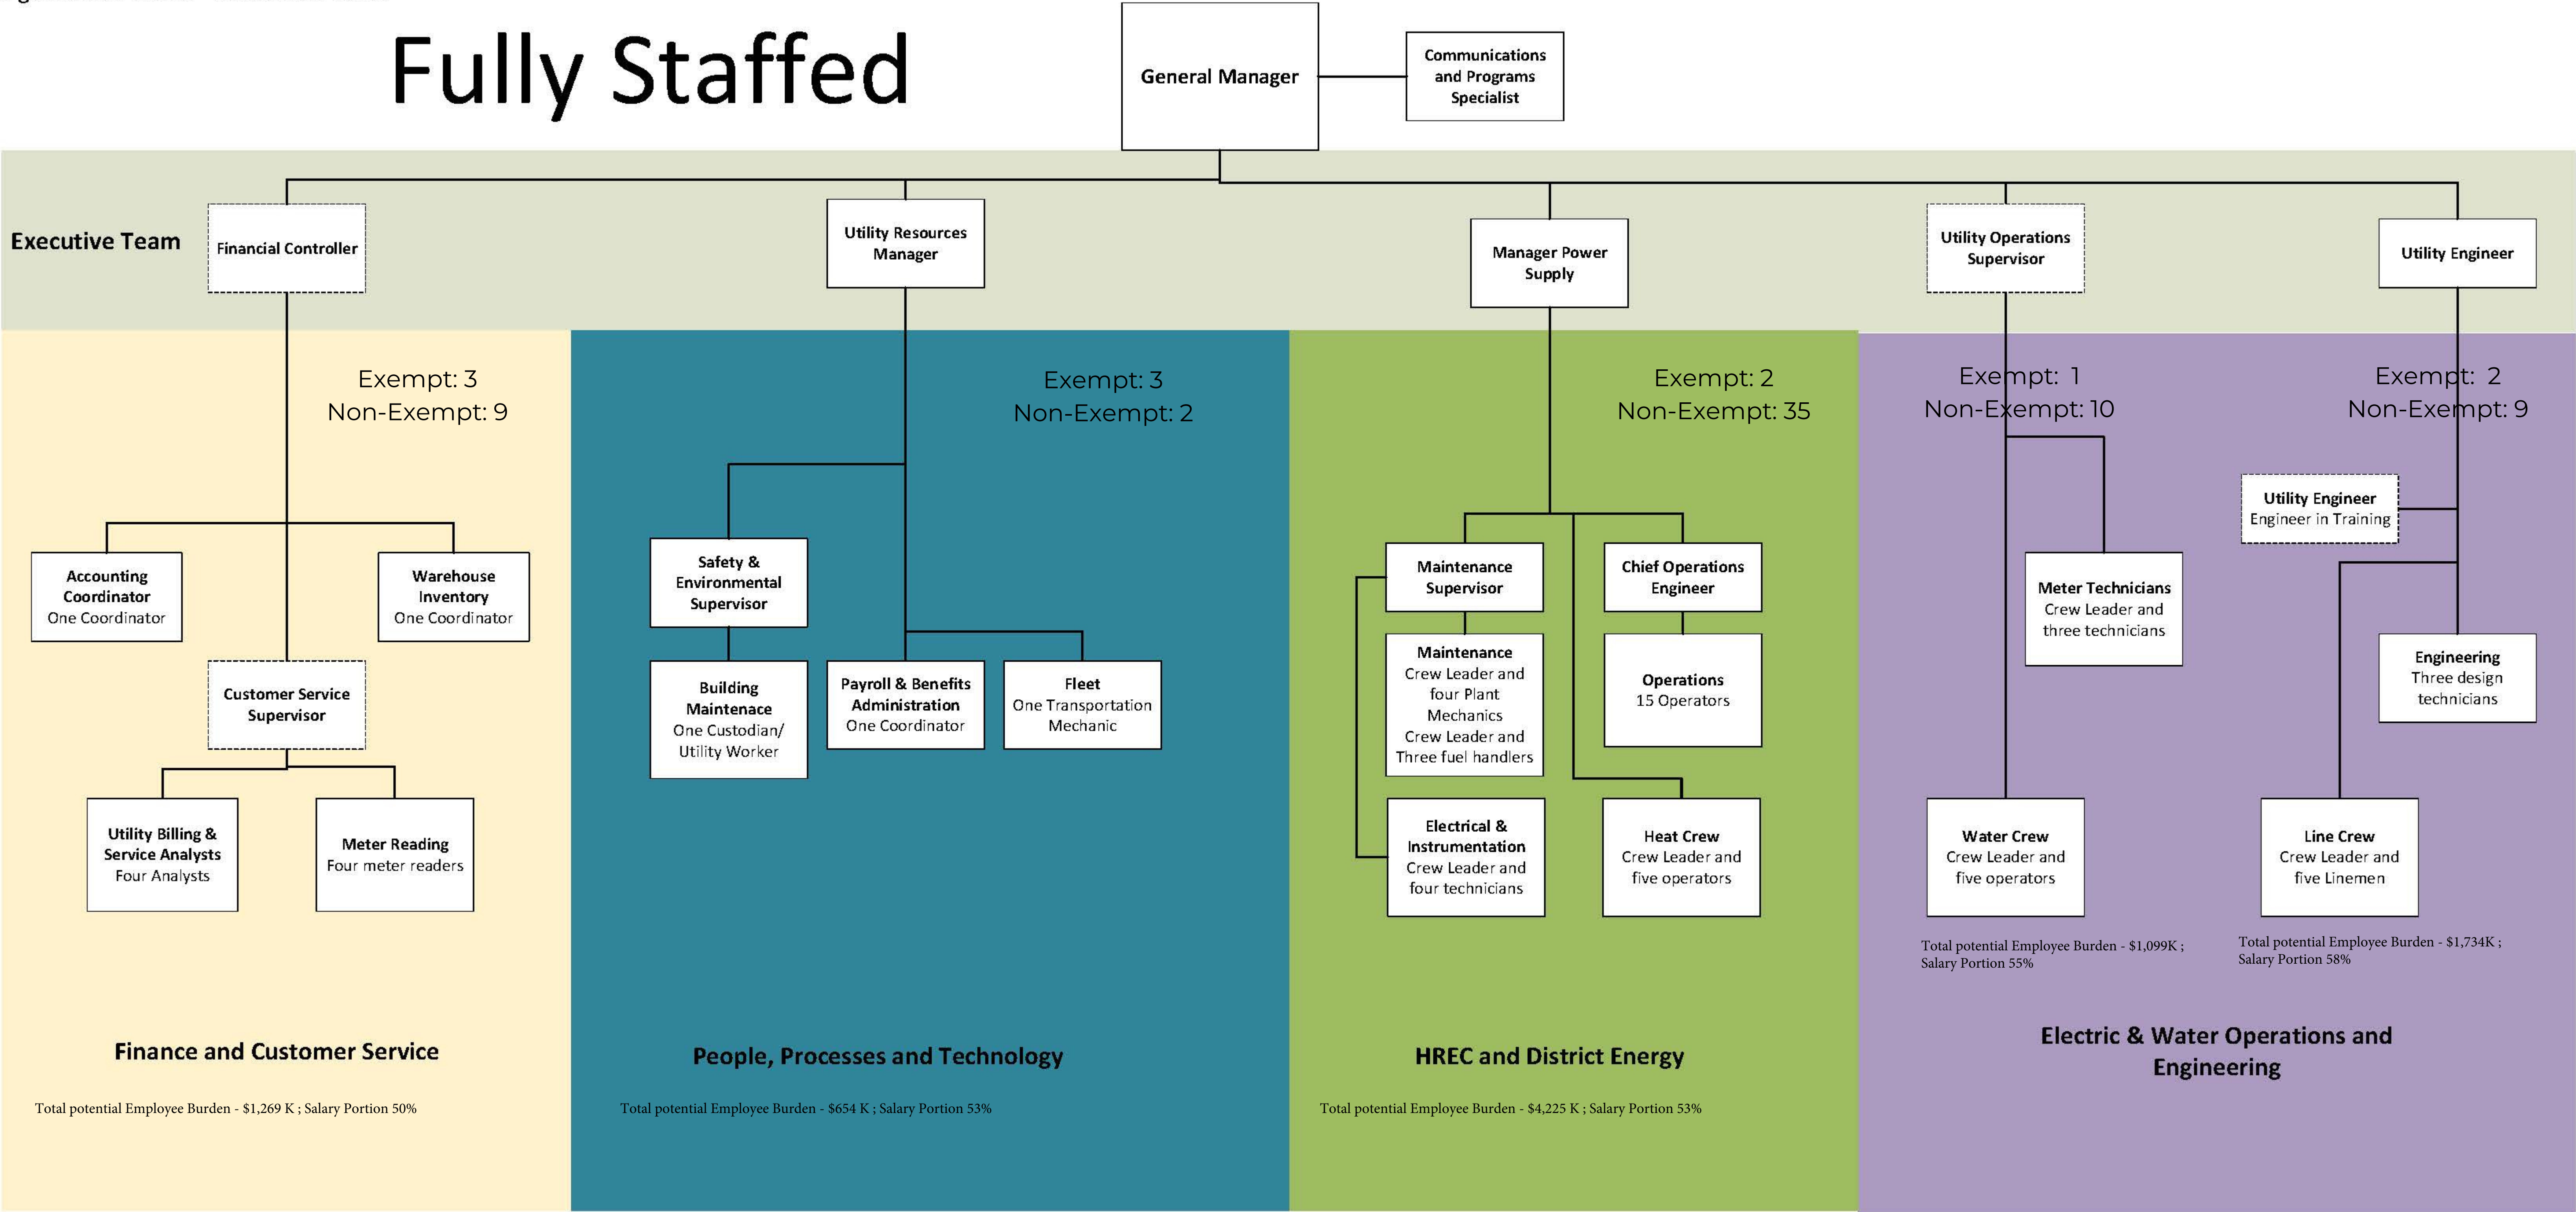 Fully Staffed
General Manager
Communications
and Programs
Specialist
Executive Team
Financial Controller
Utility Resources
Manager
Manager Power
Supply
Utility Operations
Supervisor
Utility Engineer
Exempt: 3
Non-Exempt: 9
Exempt: 3
Non-Exempt: 2
Exempt: 2
Non-Exempt: 35
Exempt: 1
Non-Exempt: 10
Exempt: 2
Non-Exempt: 9
Accounting
Coordinator
One Coordinator
Warehouse
Inventory
One Coordinator
Customer Service
Supervisor
Utility Billing &
Service Analysts
Four Analysts
Meter Reading
Four meter readers
Safety &
Environmental
Supervisor
Building
Maintenace
One Custodian/
Utility Worker
Payroll & Benefits
Administration
One Coordinator
Fleet
One Transportation
Mechanic
Maintenance
Supervisor
Chief Operations
Engineer
Maintenance
Crew Leader and
four Plant
Mechanics
Crew Leader and
Three fuel handlers
Operations
15 Operators
Electrical &
Instrumentation
Crew Leader and
four technicians
Heat Crew
Crew Leader and
five operators
Utility Engineer
Engineer in Training
Meter Technicians
Crew Leader and
three technicians
Engineering
Three design
technicians
Water Crew
Crew Leader and
five operators
Line Crew
Crew Leader and
five Linemen
Total potential Employee Burden - $1,099K ;
Salary Portion 55%
Total potential Employee Burden - $1,734K ;
Salary Portion 58%
Finance and Customer Service
People, Processes and Technology
HREC and District Energy
Electric & Water Operations and
Engineering
Total potential Employee Burden - $1,269 K ; Salary Portion 50%
Total potential Employee Burden - $654 K ; Salary Portion 53%
Total potential Employee Burden - $4,225 K ; Salary Portion 53%